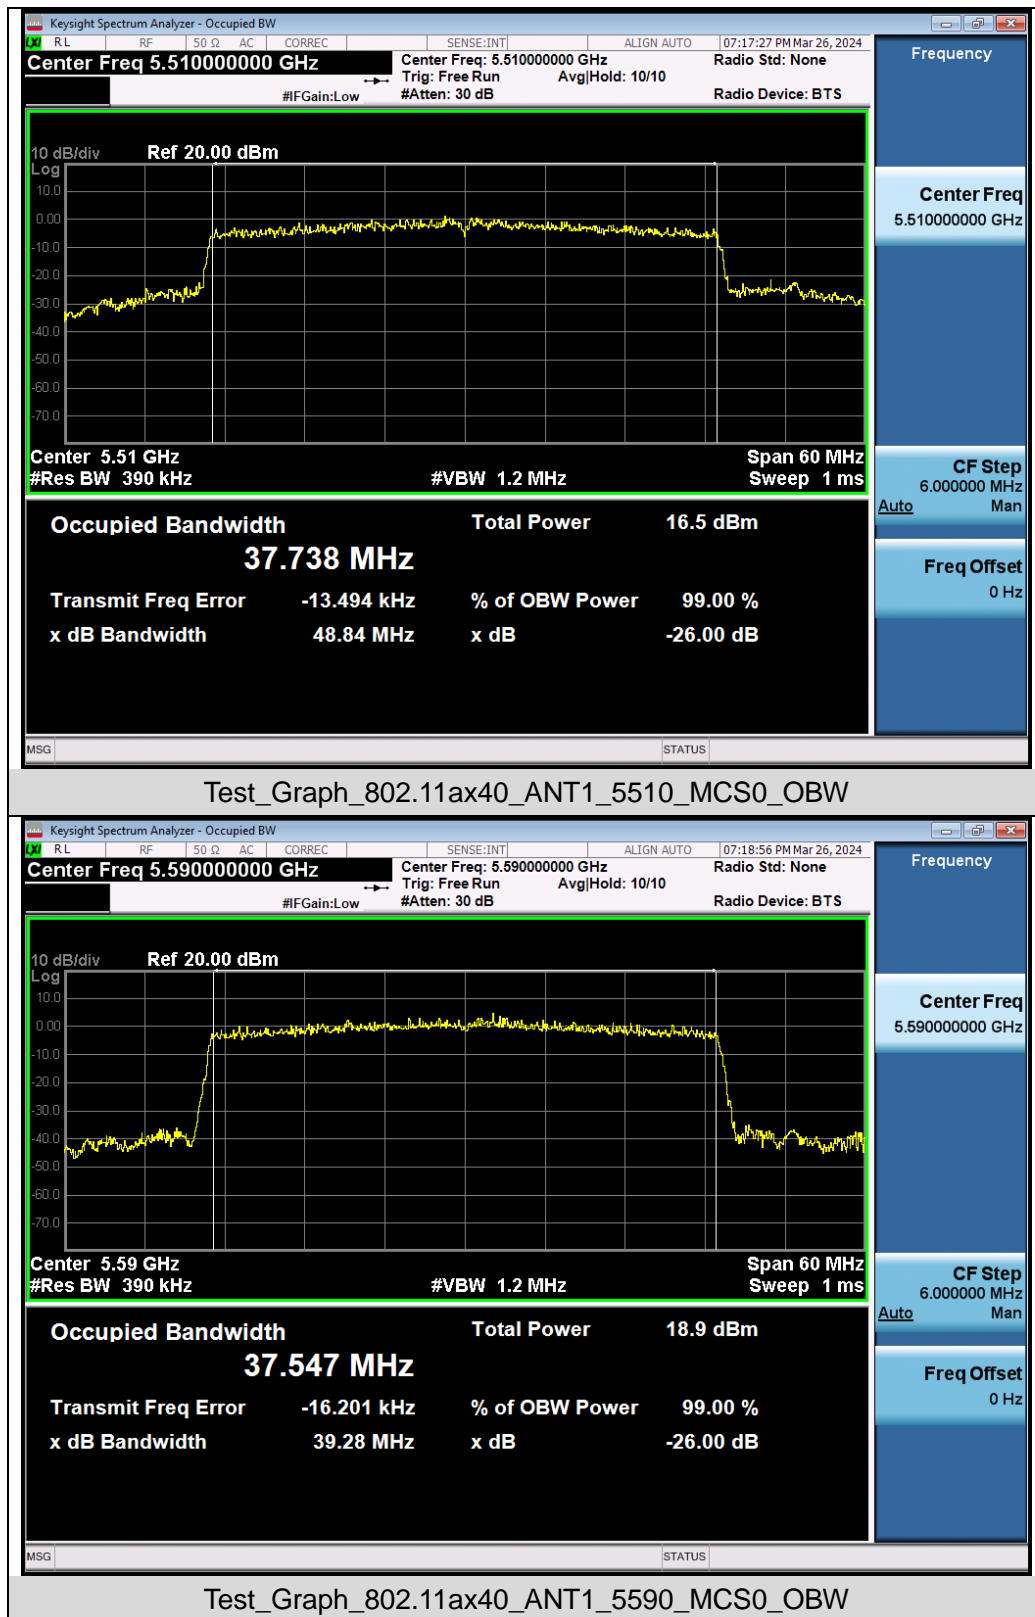 Keysight Spectrum Analyzer - Occupied BW
LXI RL RF 50 Ω AC CORREC SENSE:INT ALIGN AUTO 07:17:27 PM Mar 26, 2024
Center Freq 5.510000000 GHz
Center Freq: 5.510000000 GHz Radio Std: None
Trig: Free Run Avg|Hold: 10/10
#IFGain:Low #Atten: 30 dB Radio Device: BTS
Frequency
10 dB/div Ref 20.00 dBm
Log
10.0
0.00
-10.0
-20.0
-30.0
-40.0
-50.0
-60.0
-70.0
Center 5.51 GHz Span 60 MHz
#Res BW 390 kHz #VBW 1.2 MHz Sweep 1 ms
Center Freq
5.510000000 GHz
CF Step
6.000000 MHz
Auto Man
Freq Offset
0 Hz
Occupied Bandwidth Total Power 16.5 dBm
37.738 MHz
Transmit Freq Error -13.494 kHz % of OBW Power 99.00 %
x dB Bandwidth 48.84 MHz x dB -26.00 dB
MSG STATUS
Test_Graph_802.11ax40_ANT1_5510_MCS0_OBW
Keysight Spectrum Analyzer - Occupied BW
LXI RL RF 50 Ω AC CORREC SENSE:INT ALIGN AUTO 07:18:56 PM Mar 26, 2024
Center Freq 5.590000000 GHz
Center Freq: 5.590000000 GHz Radio Std: None
Trig: Free Run Avg|Hold: 10/10
#IFGain:Low #Atten: 30 dB Radio Device: BTS
Frequency
10 dB/div Ref 20.00 dBm
Log
10.0
0.00
-10.0
-20.0
-30.0
-40.0
-50.0
-60.0
-70.0
Center 5.59 GHz Span 60 MHz
#Res BW 390 kHz #VBW 1.2 MHz Sweep 1 ms
Center Freq
5.590000000 GHz
CF Step
6.000000 MHz
Auto Man
Freq Offset
0 Hz
Occupied Bandwidth Total Power 18.9 dBm
37.547 MHz
Transmit Freq Error -16.201 kHz % of OBW Power 99.00 %
x dB Bandwidth 39.28 MHz x dB -26.00 dB
MSG STATUS
Test_Graph_802.11ax40_ANT1_5590_MCS0_OBW